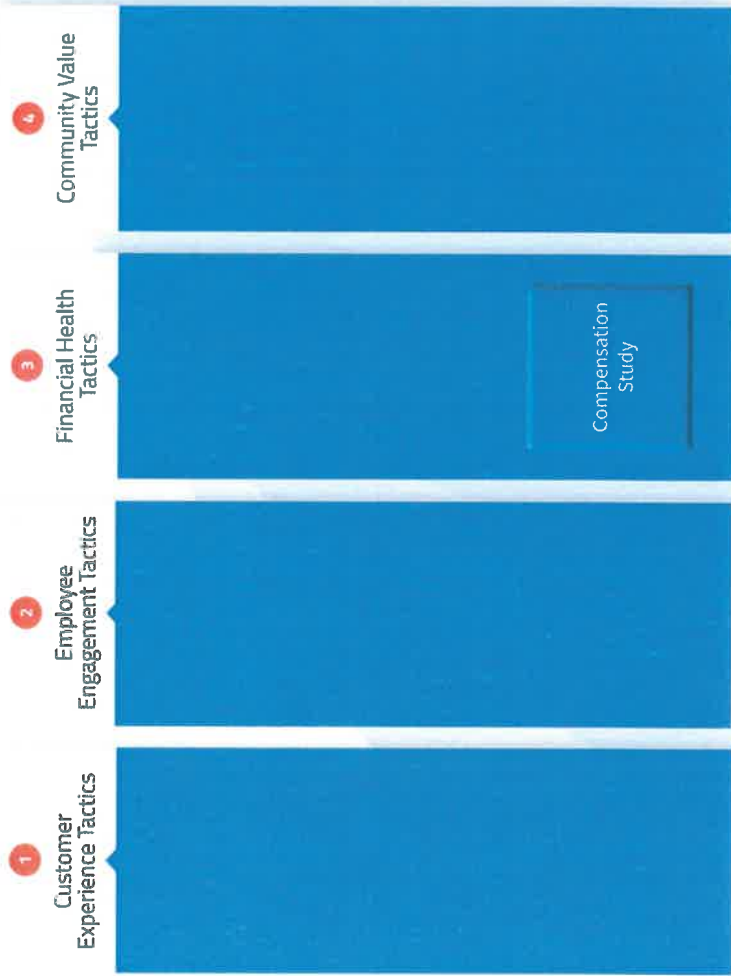 1
Customer
Experience Tactics
2
Employee
Engagement Tactics
3
Financial Health
Tactics
Compensation
Study
4
Community Value
Tactics